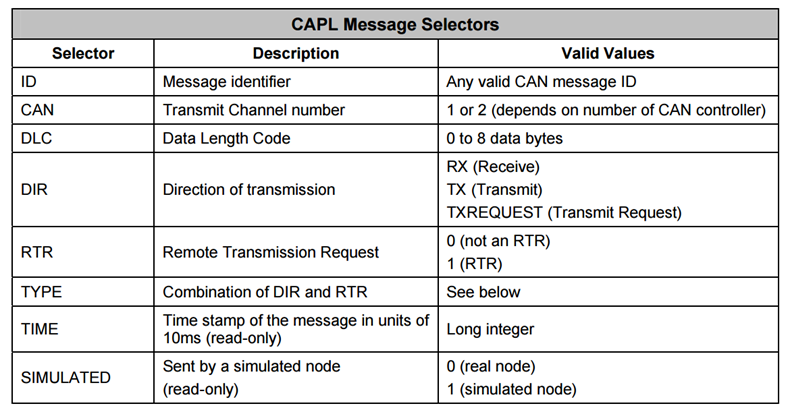 CAPL Message Selectors
Selector Description Valid Values
ID Message identifier Any valid CAN message ID
CAN Transmit Channel number 1 or 2 (depends on number of CAN controller)
DLC Data Length Code 0 to 8 data bytes
DIR Direction of transmission RX (Receive)
TX (Transmit)
TXREQUEST (Transmit Request)
RTR Remote Transmission Request 0 (not an RTR)
1 (RTR)
TYPE Combination of DIR and RTR See below
TIME Time stamp of the message in units of
10ms (read-only) Long integer
SIMULATED Sent by a simulated node
(read-only) 0 (real node)
1 (simulated node)